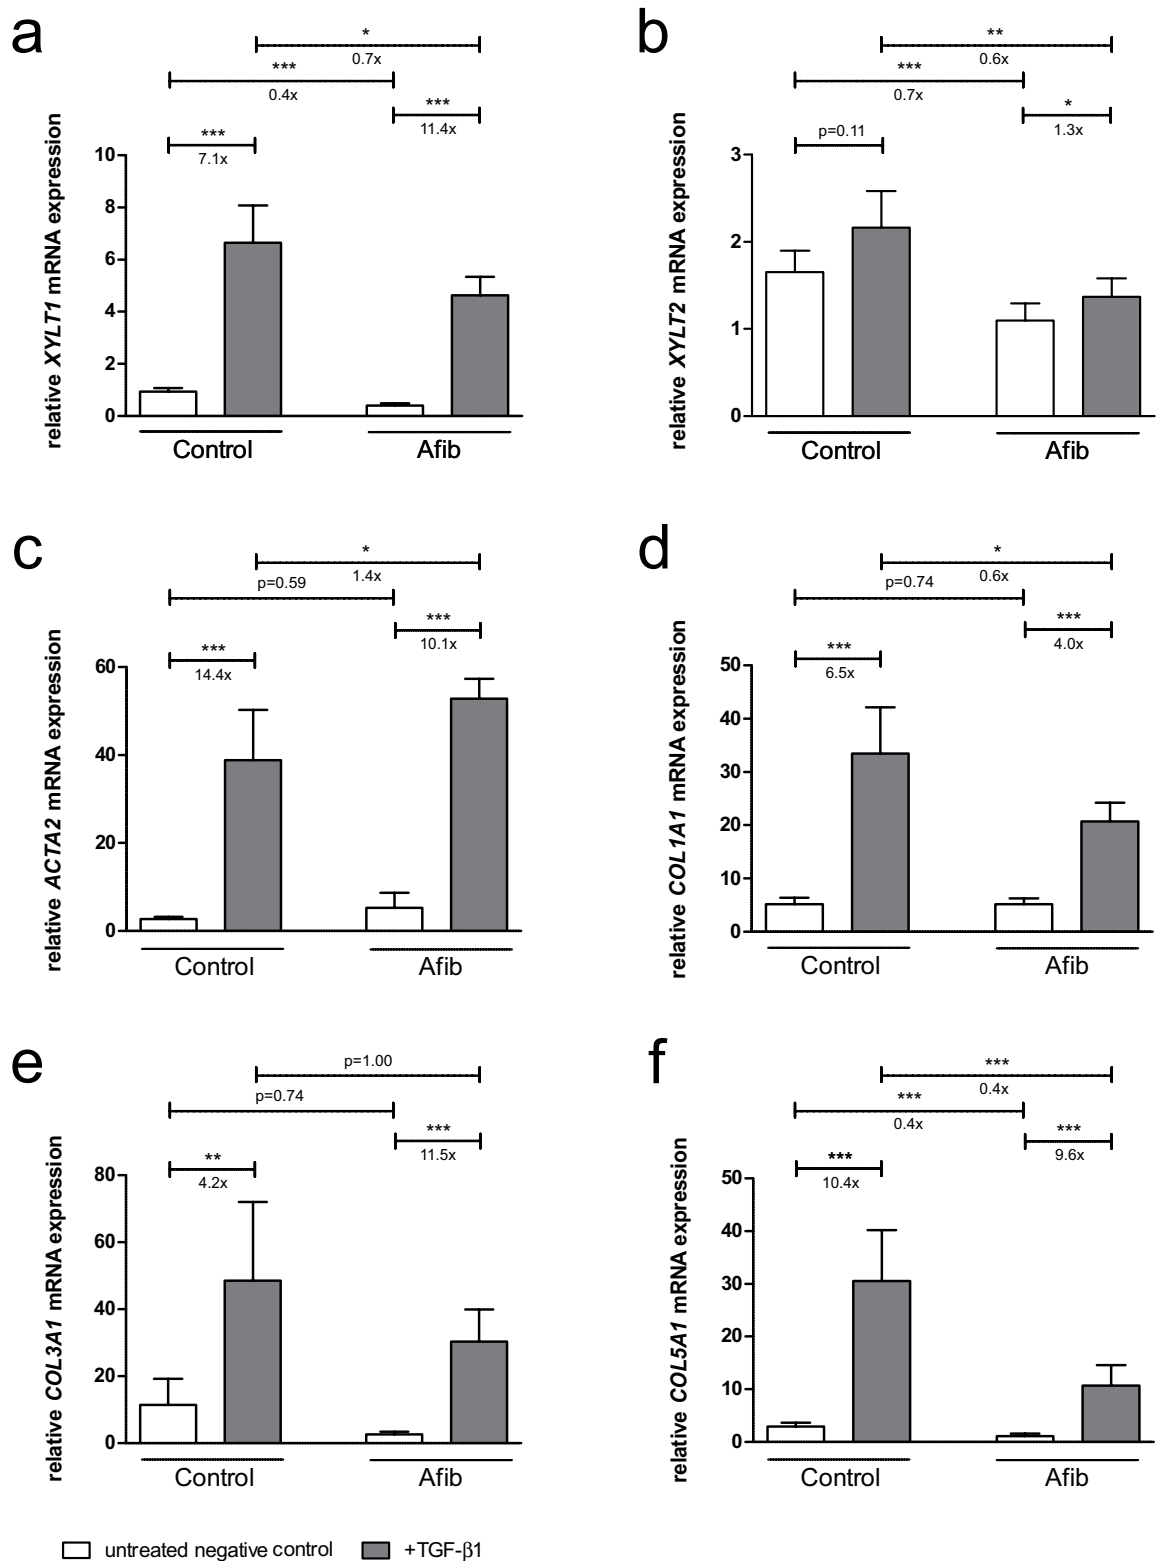 a
*
0.7x
***
0.4x
***
11.4x
***
7.1x
relative XYLT1 mRNA expression
10
8
6
4
2
0
Control
Afib
b
**
0.6x
***
0.7x
*
1.3x
p=0.11
relative XYLT2 mRNA expression
3
2
1
0
Control
Afib
c
*
1.4x
p=0.59
***
10.1x
***
14.4x
relative ACTA2 mRNA expression
60
40
20
0
Control
Afib
d
*
0.6x
p=0.74
***
4.0x
***
6.5x
relative COL1A1 mRNA expression
50
40
30
20
10
0
Control
Afib
e
p=1.00
p=0.74
***
11.5x
**
4.2x
relative COL3A1 mRNA expression
80
60
40
20
0
Control
Afib
f
***
0.4x
***
0.4x
***
9.6x
***
10.4x
relative COL5A1 mRNA expression
50
40
30
20
10
0
Control
Afib
untreated negative control
+TGF-β1